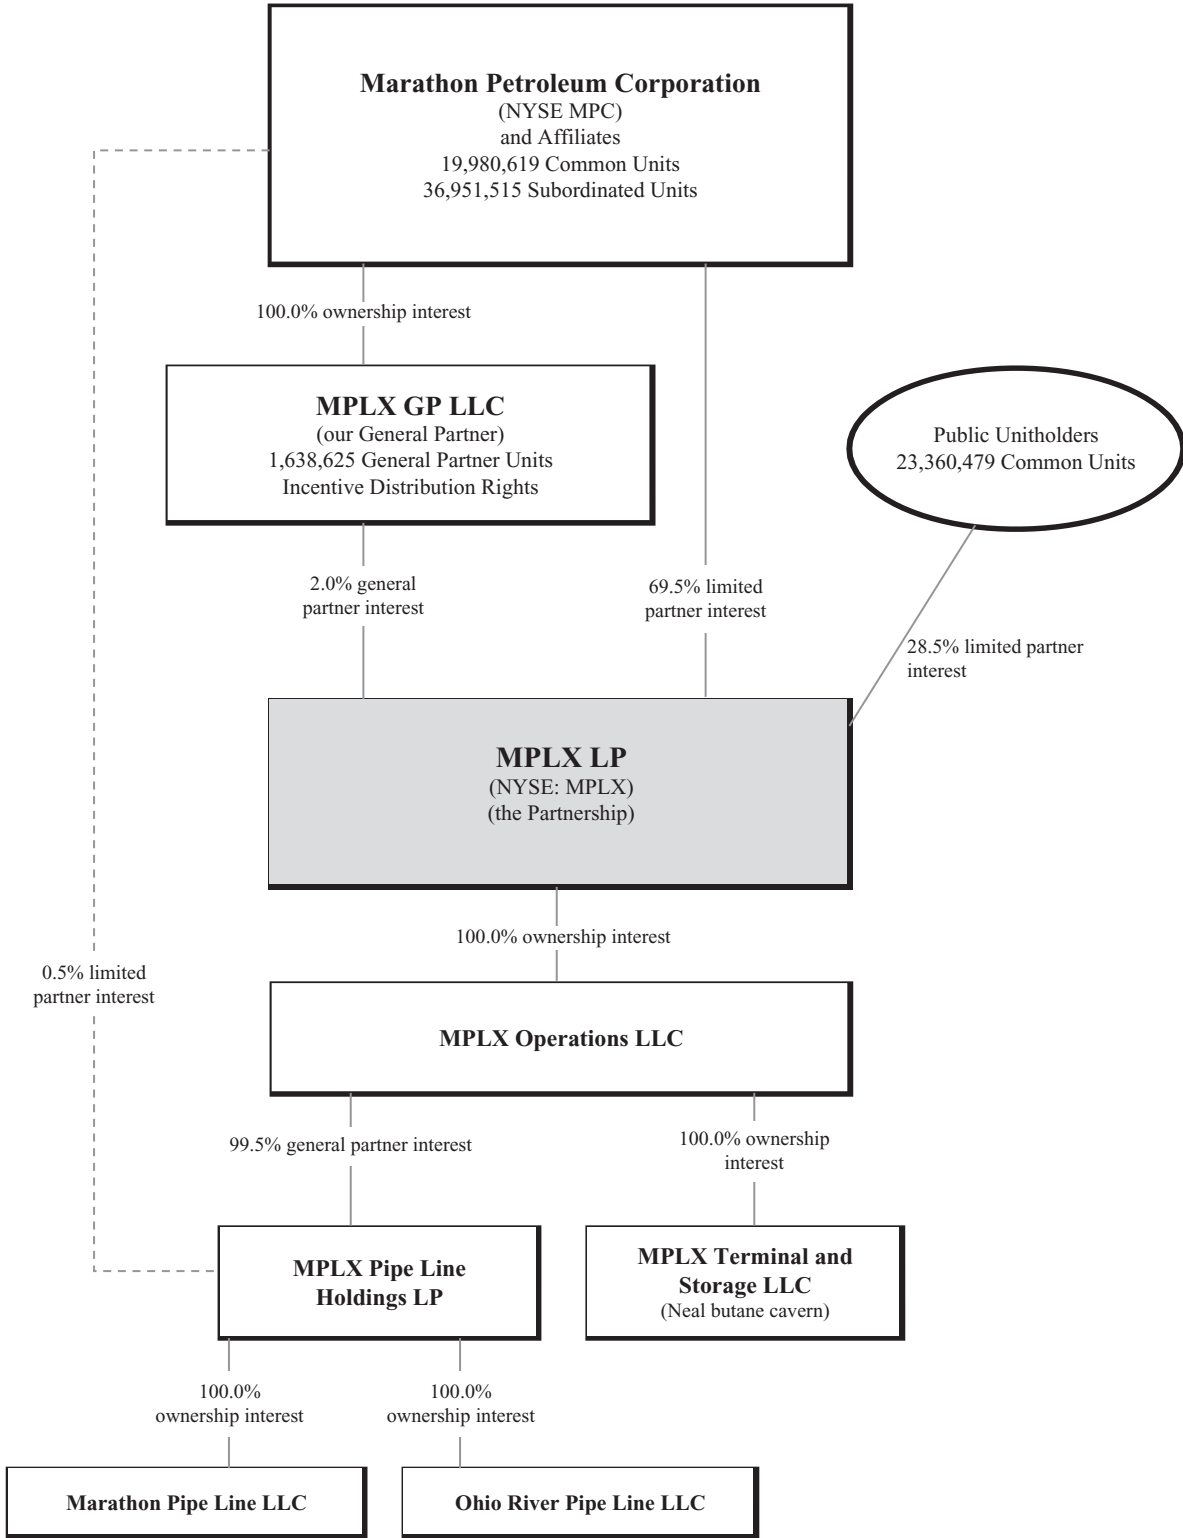 Marathon Petroleum Corporation
(NYSE MPC)
and Affiliates
19,980,619 Common Units
36,951,515 Subordinated Units
100.0% ownership interest
MPLX GP LLC
(our General Partner)
1,638,625 General Partner Units
Incentive Distribution Rights
Public Unitholders
23,360,479 Common Units
2.0% general
partner interest
69.5% limited
partner interest
28.5% limited partner
interest
MPLX LP
(NYSE: MPLX)
(the Partnership)
100.0% ownership interest
0.5% limited
partner interest
MPLX Operations LLC
99.5% general partner interest
100.0% ownership
interest
MPLX Pipe Line
Holdings LP
MPLX Terminal and
Storage LLC
(Neal butane cavern)
100.0%
ownership interest
100.0%
ownership interest
Marathon Pipe Line LLC
Ohio River Pipe Line LLC